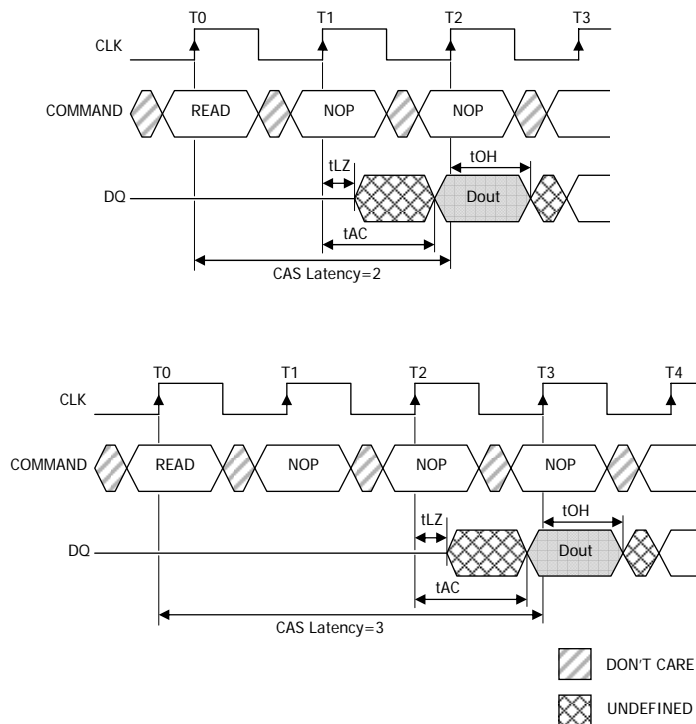 T0 T1 T2 T3
CLK
COMMAND READ NOP NOP
tLZ tOH
DQ Dout
tAC
CAS Latency=2
T0 T1 T2 T3 T4
CLK
COMMAND READ NOP NOP NOP
tLZ tOH
DQ Dout
tAC
CAS Latency=3
DON'T CARE
UNDEFINED